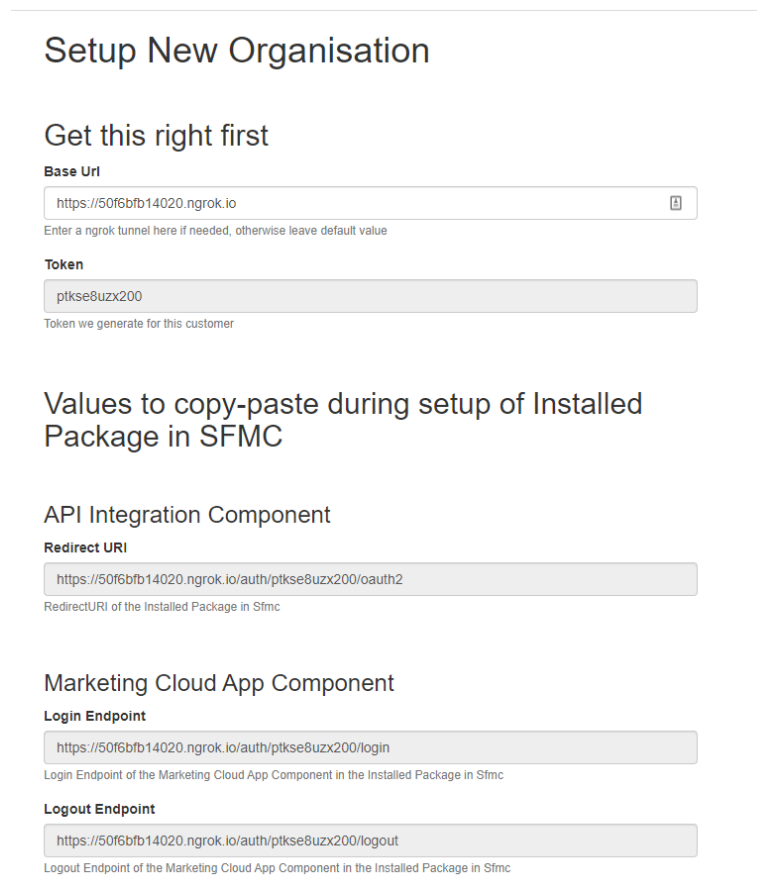 Setup New Organisation
Get this right first
Base Url
https://50f6bfb14020.ngrok.io
Enter a ngrok tunnel here if needed, otherwise leave default value
Token
ptkse8uzx200
Token we generate for this customer
Values to copy-paste during setup of Installed
Package in SFMC
API Integration Component
Redirect URI
https://50f6bfb14020.ngrok.io/auth/ptkse8uzx200/oauth2
RedirectURI of the Installed Package in Sfmc
Marketing Cloud App Component
Login Endpoint
https://50f6bfb14020.ngrok.io/auth/ptkse8uzx200/login
Login Endpoint of the Marketing Cloud App Component in the Installed Package in Sfmc
Logout Endpoint
https://50f6bfb14020.ngrok.io/auth/ptkse8uzx200/logout
Logout Endpoint of the Marketing Cloud App Component in the Installed Package in Sfmc